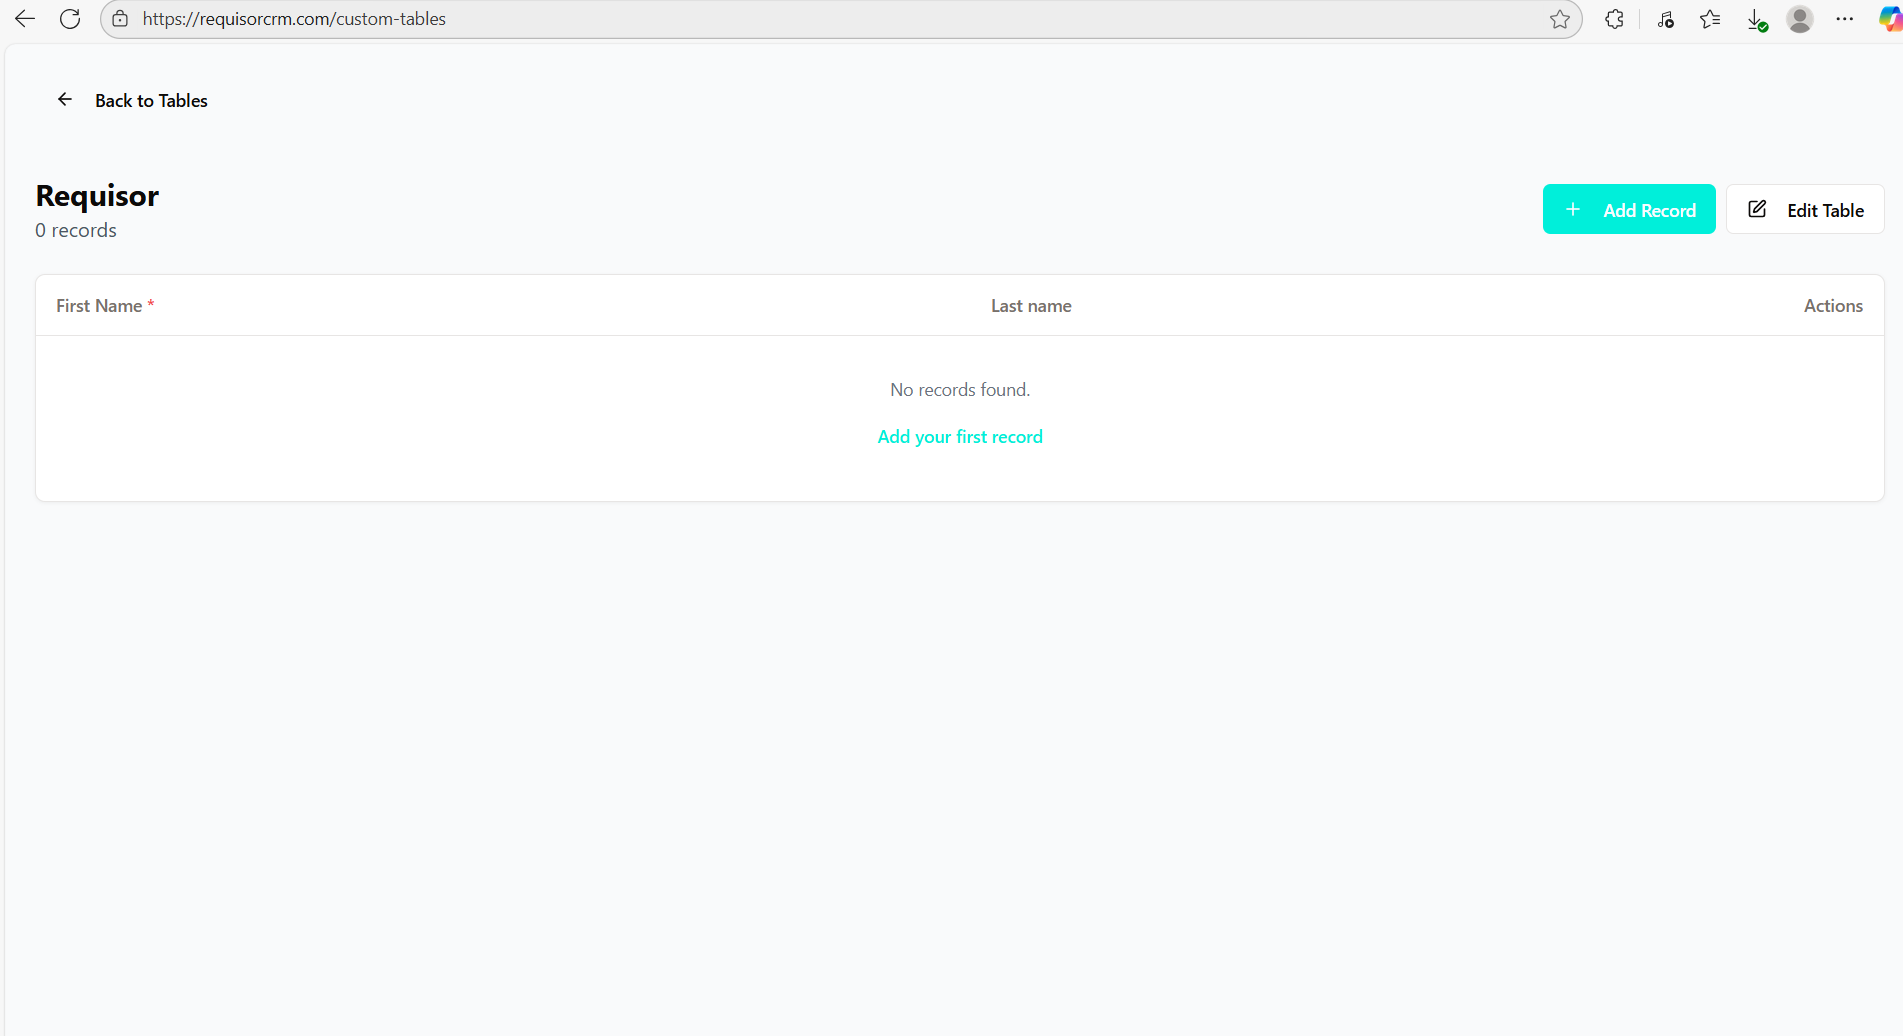 https://requisorcrm.com/custom-tables
Back to Tables
Requisor
0 records
Add Record
Edit Table
First Name *
Last name
Actions
No records found.
Add your first record